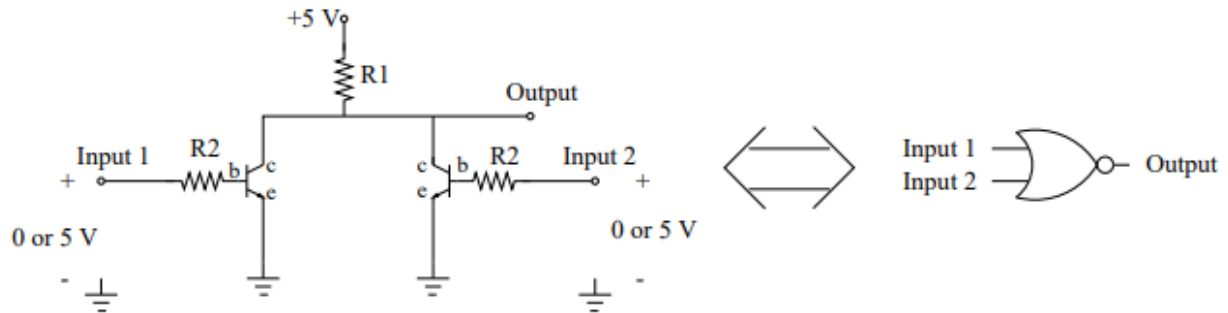 +5 V
R1
Output
Input 1
R2
b
c
e
c
b
e
R2
Input 2
+
+
0 or 5 V
0 or 5 V
-
-
Input 1
Input 2
Output